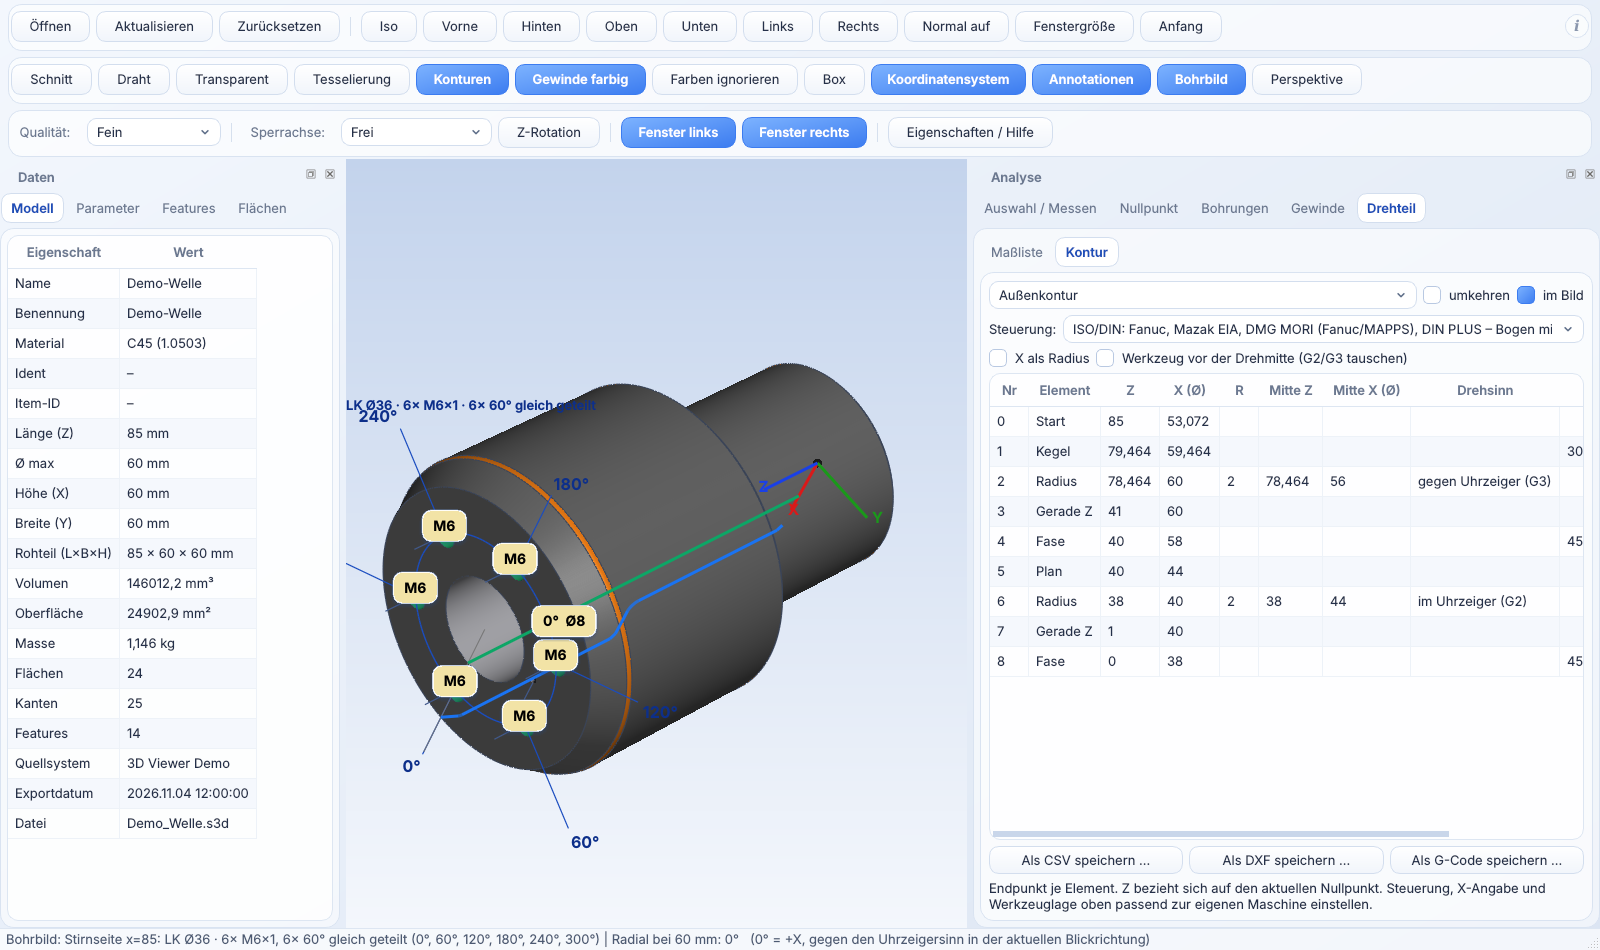 Öffnen Aktualisieren Zurücksetzen Iso Vorne Hinten Oben Unten Links Rechts Normal auf Fenstergröße Anfang i
Schnitt Draht Transparent Tesselierung Konturen Gewinde farbig Farben ignorieren Box Koordinatensystem Annotationen Bohrbild Perspektive
Qualität: Fein Sperrachse: Frei Z-Rotation Fenster links Fenster rechts Eigenschaften / Hilfe
Daten
Modell Parameter Features Flächen
Eigenschaft Wert
Name Demo-Welle
Benennung Demo-Welle
Material C45 (1.0503)
Ident –
Item-ID –
Länge (Z) 85 mm
Ø max 60 mm
Höhe (X) 60 mm
Breite (Y) 60 mm
Rohteil (L×B×H) 85 × 60 × 60 mm
Volumen 146012,2 mm³
Oberfläche 24902,9 mm²
Masse 1,146 kg
Flächen 24
Kanten 25
Features 14
Quellsystem 3D Viewer Demo
Exportdatum 2026.11.04 12:00:00
Datei Demo_Welle.s3d
LK Ø36 · 6× M6×1 · 6× 60° gleich geteilt
240°
180°
Z
X
Y
M6
M6
M6
0° Ø8
M6
M6
M6
120°
0°
60°
Analyse
Auswahl / Messen Nullpunkt Bohrungen Gewinde Drehteil
Maßliste Kontur
Außenkontur umkehren im Bild
Steuerung: ISO/DIN: Fanuc, Mazak EIA, DMG MORI (Fanuc/MAPPS), DIN PLUS – Bogen mi
X als Radius Werkzeug vor der Drehmitte (G2/G3 tauschen)
Nr Element Z X (Ø) R Mitte Z Mitte X (Ø) Drehsinn
0 Start 85 53,072
1 Kegel 79,464 59,464 30
2 Radius 78,464 60 2 78,464 56 gegen Uhrzeiger (G3)
3 Gerade Z 41 60
4 Fase 40 58 45
5 Plan 40 44
6 Radius 38 40 2 38 44 im Uhrzeiger (G2)
7 Gerade Z 1 40
8 Fase 0 38 45
Als CSV speichern ... Als DXF speichern ... Als G-Code speichern ...
Endpunkt je Element. Z bezieht sich auf den aktuellen Nullpunkt. Steuerung, X-Angabe und
Werkzeuglage oben passend zur eigenen Maschine einstellen.
Bohrbild: Stirnseite x=85: LK Ø36 · 6× M6×1, 6× 60° gleich geteilt (0°, 60°, 120°, 180°, 240°, 300°) | Radial bei 60 mm: 0° (0° = +X, gegen den Uhrzeigersinn in der aktuellen Blickrichtung)